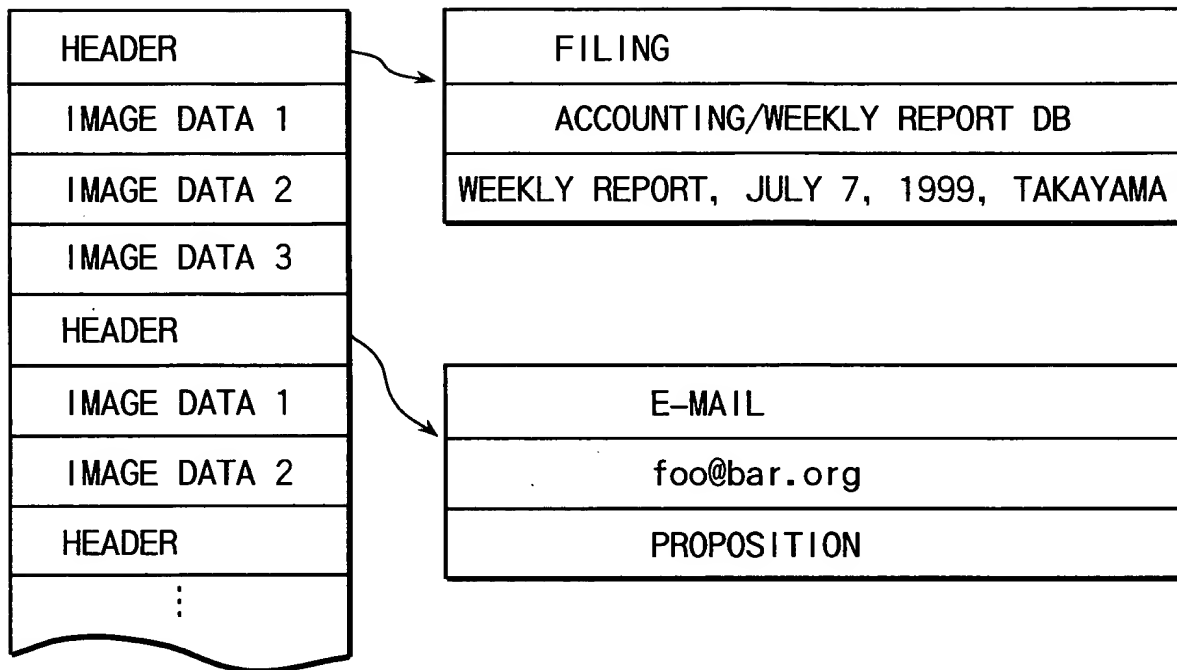 HEADER
IMAGE DATA 1
IMAGE DATA 2
IMAGE DATA 3
HEADER
IMAGE DATA 1
IMAGE DATA 2
HEADER
⋮
FILING
ACCOUNTING/WEEKLY REPORT DB
WEEKLY REPORT, JULY 7, 1999, TAKAYAMA
E-MAIL
foo@bar.org
PROPOSITION